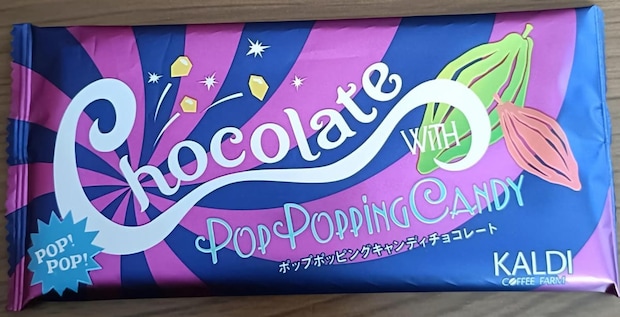 Chocolate
WiTH
POP POPPiNG CANDY
ポップポッピングキャンディチョコレート
POP!
POP!
KALDI
COFFEE FARM